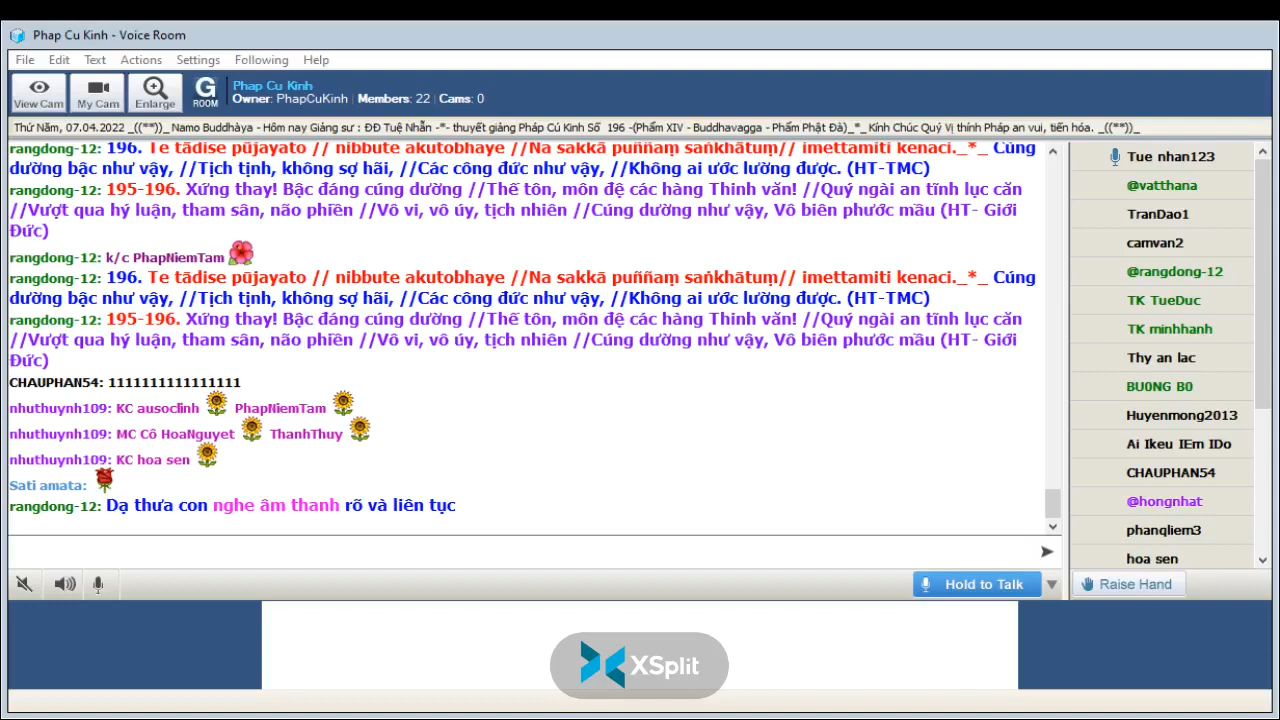 Phap Cu Kinh - Voice Room
File Edit Text Actions Settings Following Help
View Cam My Cam Enlarge G ROOM
Phap Cu Kinh
Owner: PhapCuKinh Members: 22 Cams: 0
Thứ Năm, 07.04.2022 _((**))_ Namo Buddhàya - Hôm nay Giảng sư : ĐĐ Tuệ Nhẫn -*- thuyết giảng Pháp Cú Kinh Số 196 -(Phẩm XIV - Buddhavagga - Phẩm Phật Đà)_*_ Kính Chúc Quý Vị thính Pháp an vui, tiến hóa. _((**))_
rangdong-12: 196. Te tādise pūjayato // nibbute akutobhaye //Na sakkā puññaṃ saṅkhātuṃ// imettamiti kenaci._*_ Cúng
dường bậc như vậy, //Tịch tịnh, không sợ hãi, //Các công đức như vậy, //Không ai ước lường được. (HT-TMC)
rangdong-12: 195-196. Xứng thay! Bậc đáng cúng dường //Thế tôn, môn đệ các hàng Thinh văn! //Quý ngài an tĩnh lục căn
//Vượt qua hý luận, tham sân, não phiền //Vô vi, vô úy, tịch nhiên //Cúng dường như vậy, Vô biên phước mầu (HT- Giới
Đức)
rangdong-12: k/c PhapNiemTam
rangdong-12: 196. Te tādise pūjayato // nibbute akutobhaye //Na sakkā puññaṃ saṅkhātuṃ// imettamiti kenaci._*_ Cúng
dường bậc như vậy, //Tịch tịnh, không sợ hãi, //Các công đức như vậy, //Không ai ước lường được. (HT-TMC)
rangdong-12: 195-196. Xứng thay! Bậc đáng cúng dường //Thế tôn, môn đệ các hàng Thinh văn! //Quý ngài an tĩnh lục căn
//Vượt qua hý luận, tham sân, não phiền //Vô vi, vô úy, tịch nhiên //Cúng dường như vậy, Vô biên phước mầu (HT- Giới
Đức)
CHAUPHAN54: 1111111111111111
nhuthuynh109: KC ausoclinh PhapNiemTam
nhuthuynh109: MC Cô HoaNguyet ThanhThuy
nhuthuynh109: KC hoa sen
Sati amata:
rangdong-12: Dạ thưa con nghe âm thanh rõ và liên tục
Tue nhan123
@vatthana
TranDao1
camvan2
@rangdong-12
TK TueDuc
TK minhhanh
Thy an lac
BU0NG B0
Huyenmong2013
Ai Ikeu IEm IDo
CHAUPHAN54
@hongnhat
phanqliem3
hoa sen
Hold to Talk
Raise Hand
XSplit